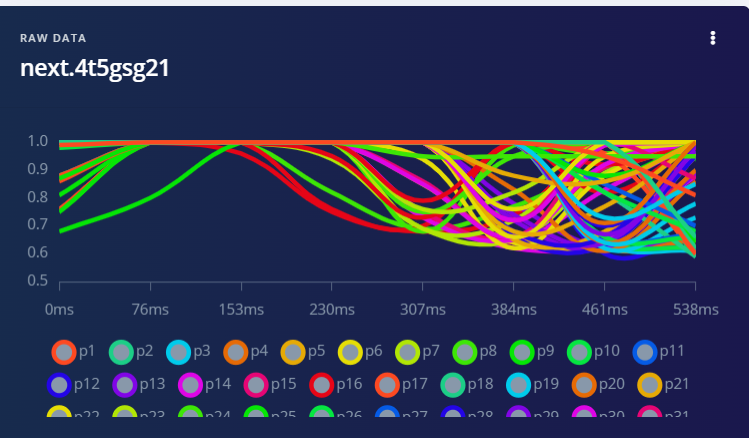 RAW DATA
next.4t5gsg21
1.0
0.9
0.8
0.7
0.6
0.5
0ms 76ms 153ms 230ms 307ms 384ms 461ms 538ms
p1 p2 p3 p4 p5 p6 p7 p8 p9 p10 p11
p12 p13 p14 p15 p16 p17 p18 p19 p20 p21
p22 p23 p24 p25 p26 p27 p28 p29 p30 p31